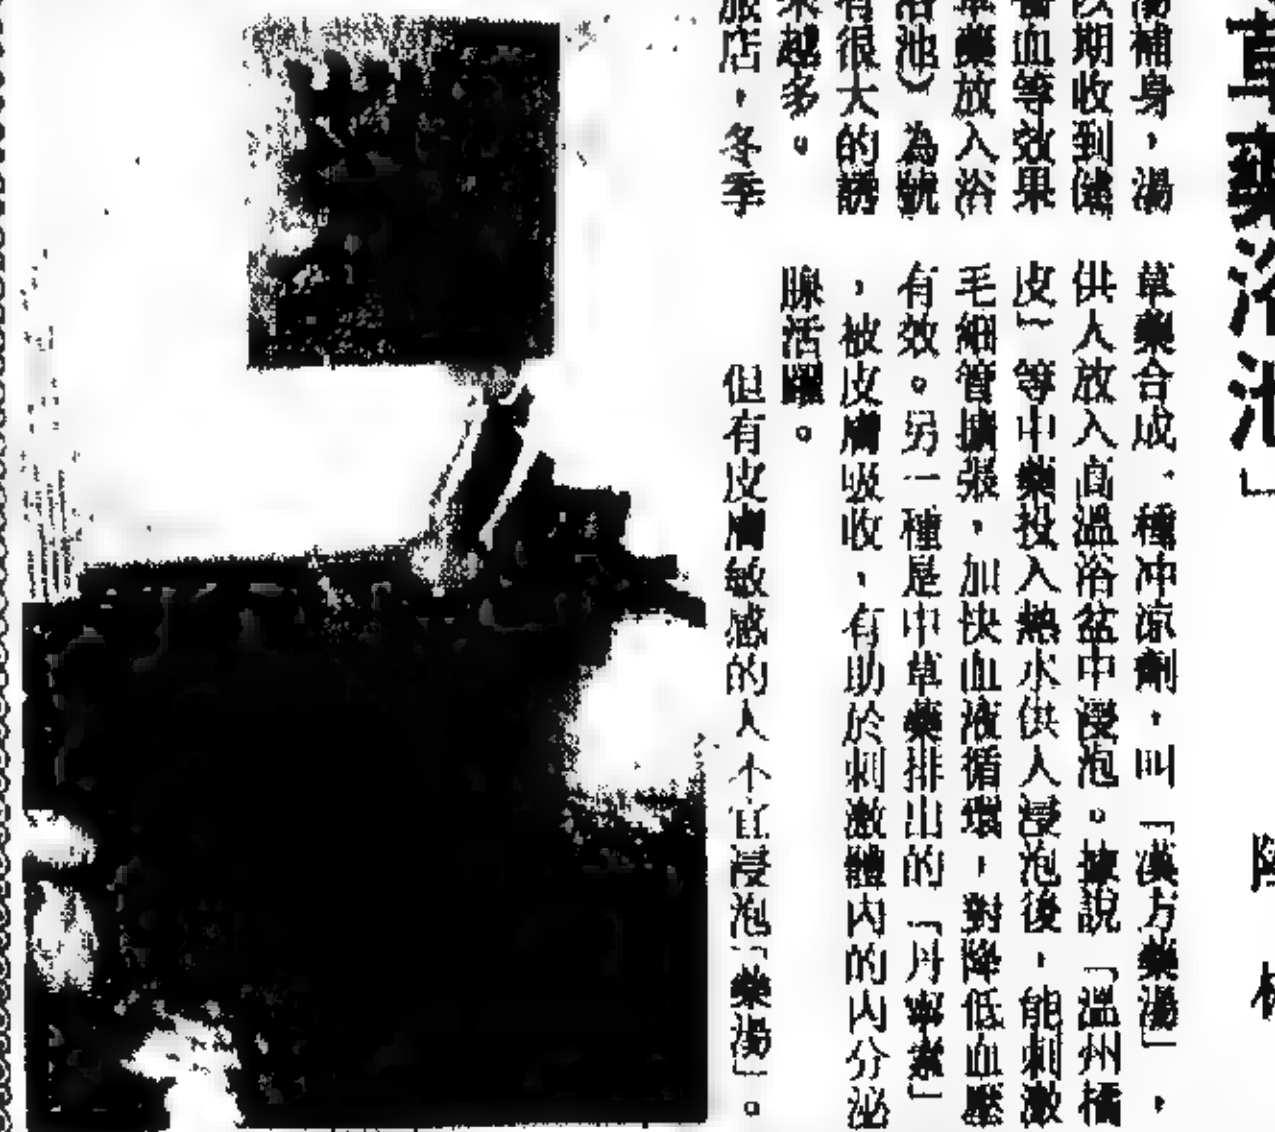 草藥浴池」
湯補身，湯
以期收到健
血等效果
草藥放入浴
浴池）為號
有很大的誘
來越多。
旅店，冬季
草藥合成一種冲涼劑，叫「漢方藥湯」，
供人放入高溫浴盆中浸泡。據說「溫州橘
皮」等中藥投入熱水供人浸泡後，能刺激
毛細管擴張，加快血液循環，對降低血壓
有效。另一種是中草藥排出的「丹寧素」
，被皮膚吸收，有助於刺激體內的內分泌
腺活躍。
但有皮膚敏感的人不宜浸泡「藥湯」。